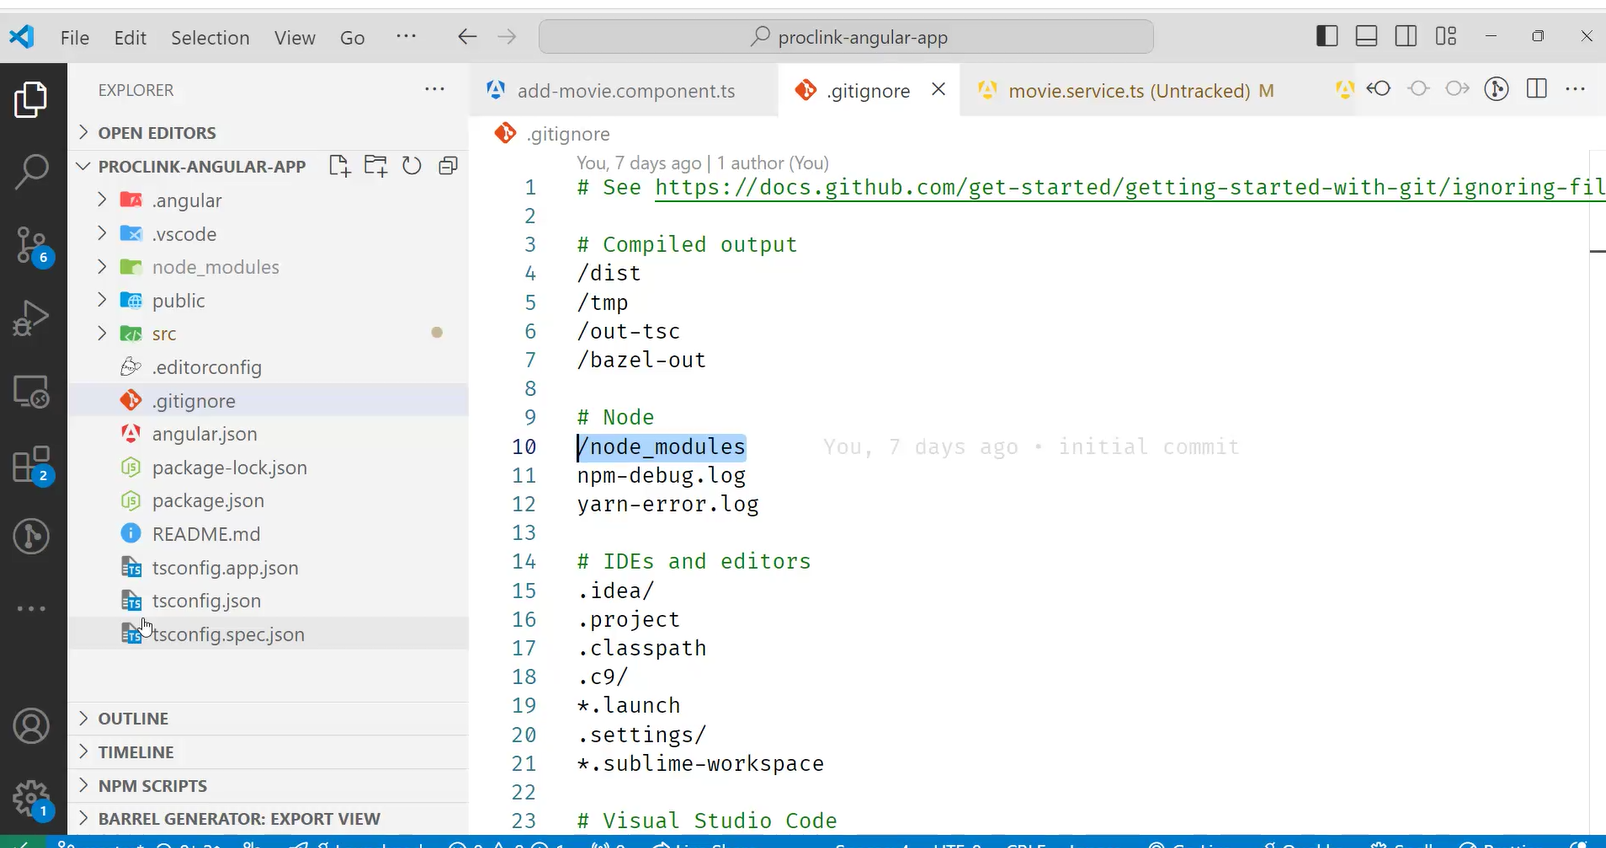 File Edit Selection View Go ··· proclink-angular-app
EXPLORER ···
OPEN EDITORS
PROCLINK-ANGULAR-APP
.angular
.vscode
node_modules
public
src
.editorconfig
.gitignore
angular.json
package-lock.json
package.json
README.md
tsconfig.app.json
tsconfig.json
tsconfig.spec.json
OUTLINE
TIMELINE
NPM SCRIPTS
BARREL GENERATOR: EXPORT VIEW
6
2
1
add-movie.component.ts .gitignore movie.service.ts (Untracked) M
.gitignore
You, 7 days ago | 1 author (You)
1 # See https://docs.github.com/get-started/getting-started-with-git/ignoring-fil
2
3 # Compiled output
4 /dist
5 /tmp
6 /out-tsc
7 /bazel-out
8
9 # Node
10 /node_modules You, 7 days ago • initial commit
11 npm-debug.log
12 yarn-error.log
13
14 # IDEs and editors
15 .idea/
16 .project
17 .classpath
18 .c9/
19 *.launch
20 .settings/
21 *.sublime-workspace
22
23 # Visual Studio Code